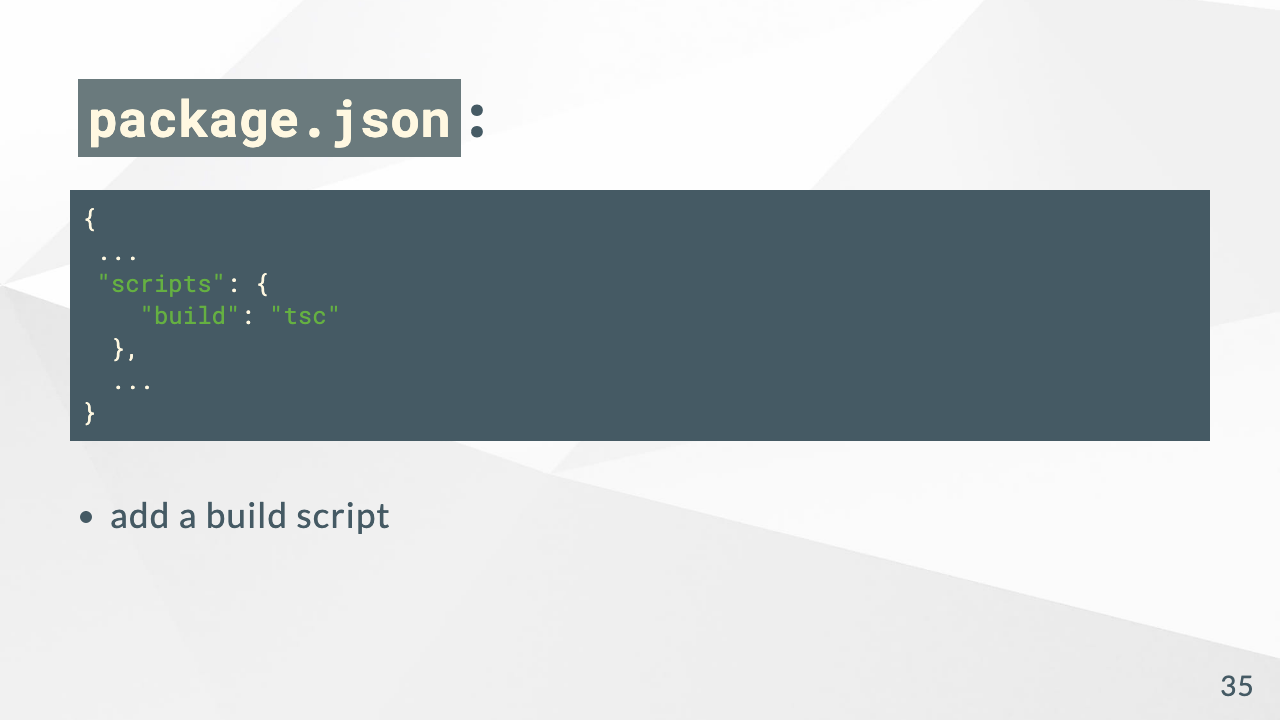 package.json:
{
 ...
 "scripts": {
    "build": "tsc"
  },
  ...
}
• add a build script
35